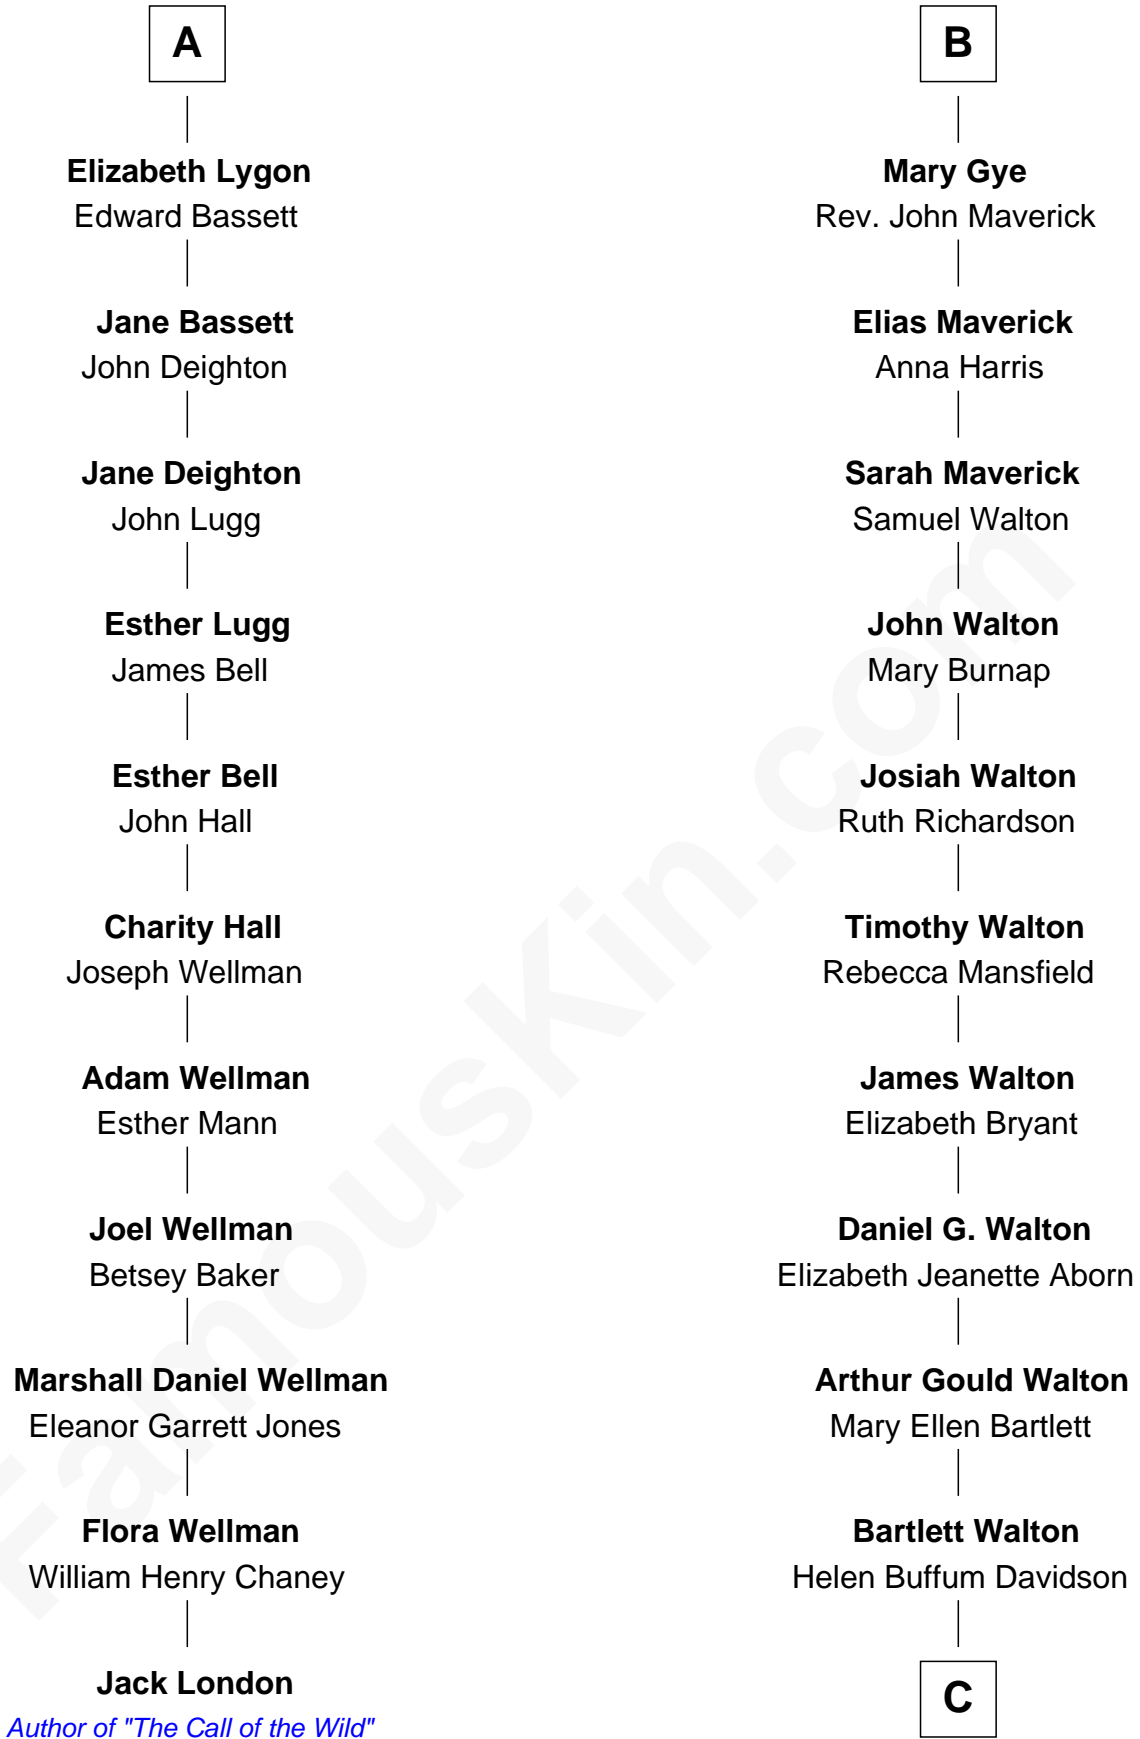 A
Elizabeth Lygon
Edward Bassett
Jane Bassett
John Deighton
Jane Deighton
John Lugg
Esther Lugg
James Bell
Esther Bell
John Hall
Charity Hall
Joseph Wellman
Adam Wellman
Esther Mann
Joel Wellman
Betsey Baker
Marshall Daniel Wellman
Eleanor Garrett Jones
Flora Wellman
William Henry Chaney
Jack London
Author of "The Call of the Wild"
B
Mary Gye
Rev. John Maverick
Elias Maverick
Anna Harris
Sarah Maverick
Samuel Walton
John Walton
Mary Burnap
Josiah Walton
Ruth Richardson
Timothy Walton
Rebecca Mansfield
James Walton
Elizabeth Bryant
Daniel G. Walton
Elizabeth Jeanette Aborn
Arthur Gould Walton
Mary Ellen Bartlett
Bartlett Walton
Helen Buffum Davidson
C
FamousKin.com